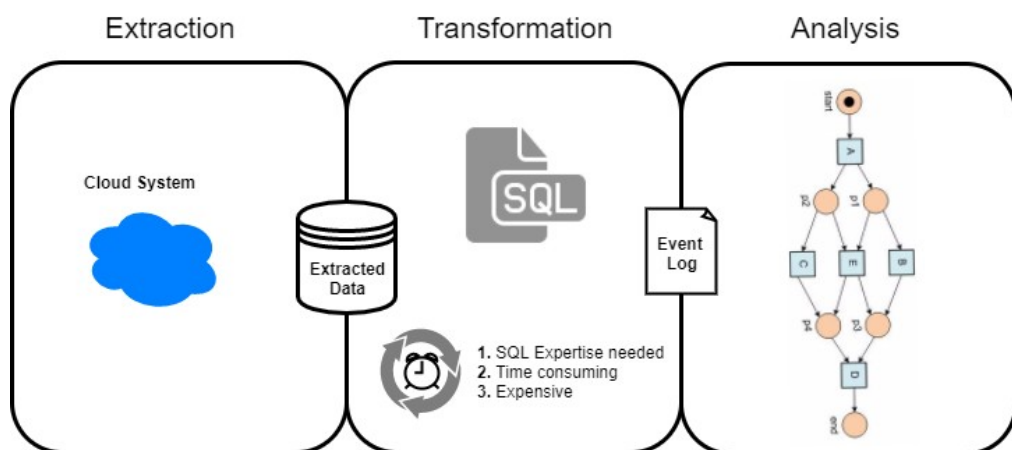 Extraction
Transformation
Analysis
Cloud System
Extracted
Data
SQL
1. SQL Expertise needed
2. Time consuming
3. Expensive
Event
Log
start
A
p2
p1
C
E
B
p4
p3
D
end